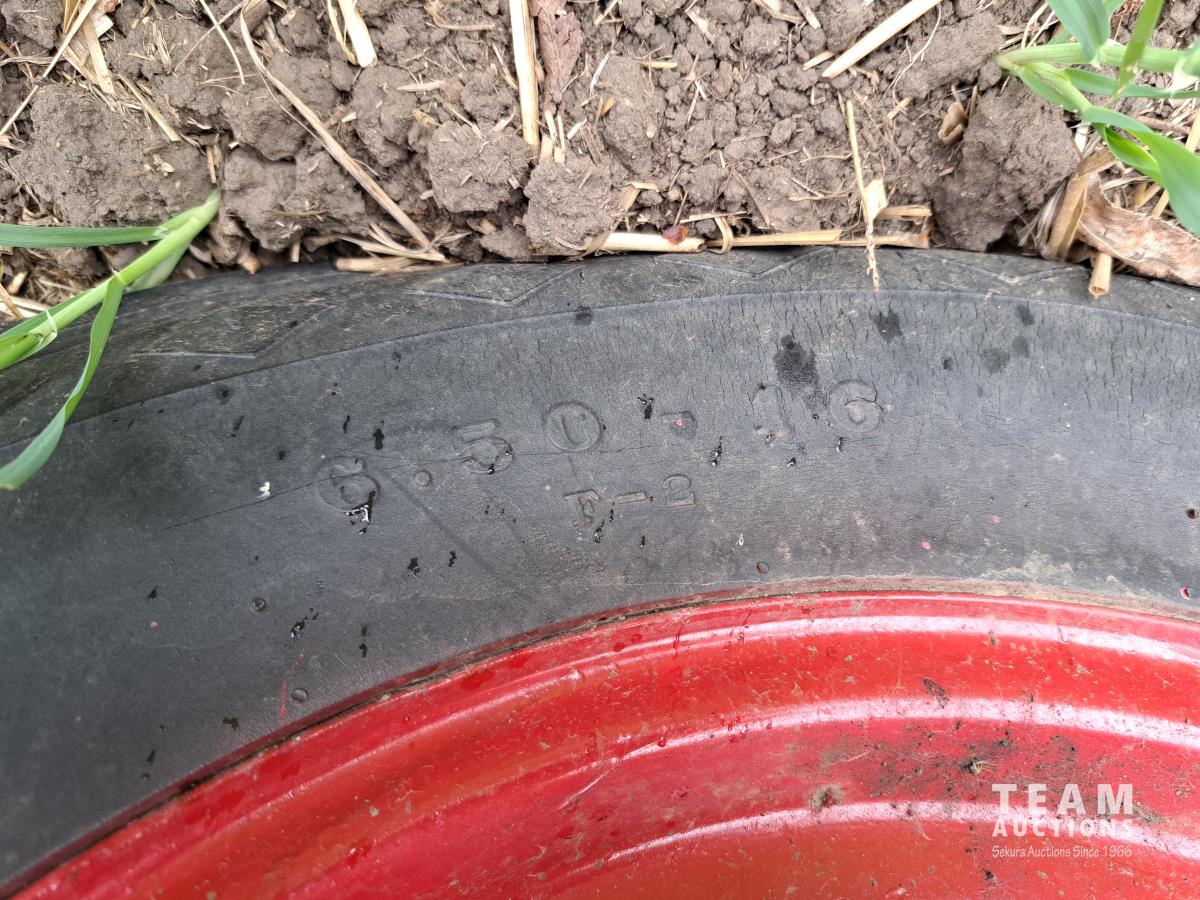 6.50-16
F-2
TEAM
AUCTIONS
Sekura Auctions Since 1966